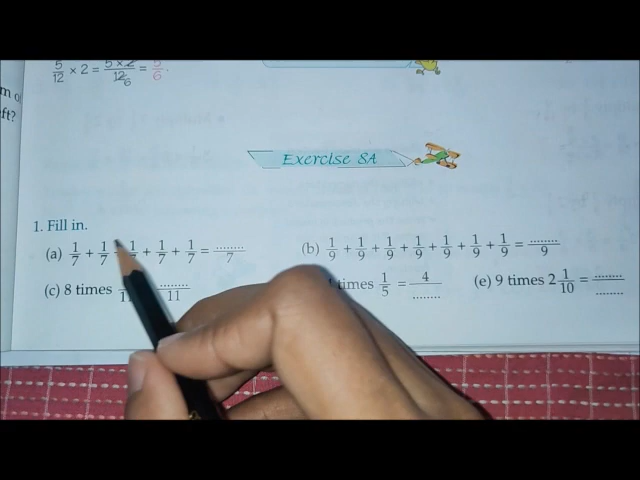 5/12 × 2 = 5 × 2/12 6 = 5/6.
m o
ft?
Exercise 8A
1. Fill in.
(a) 1/7 + 1/7 + 1/7 + 1/7 + 1/7 = ......../7
(b) 1/9 + 1/9 + 1/9 + 1/9 + 1/9 + 1/9 + 1/9 = ......../9
(c) 8 times ......../11
times 1/5 = 4/........
(e) 9 times 2 1/10 = ......../........